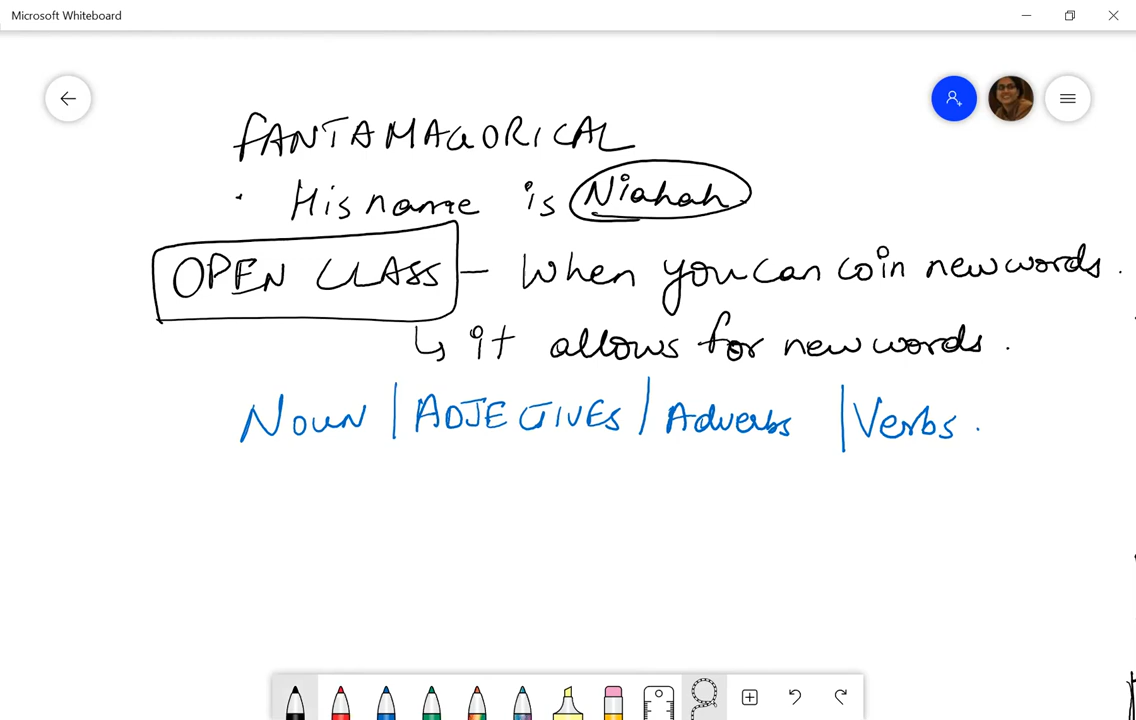 Microsoft Whiteboard
FANTAMAGORICAL
· His name is Niahah
OPEN CLASS – When you can coin new words.
↳ it allows for new words.
NOUN | ADJECTIVES | Adverbs | Verbs.